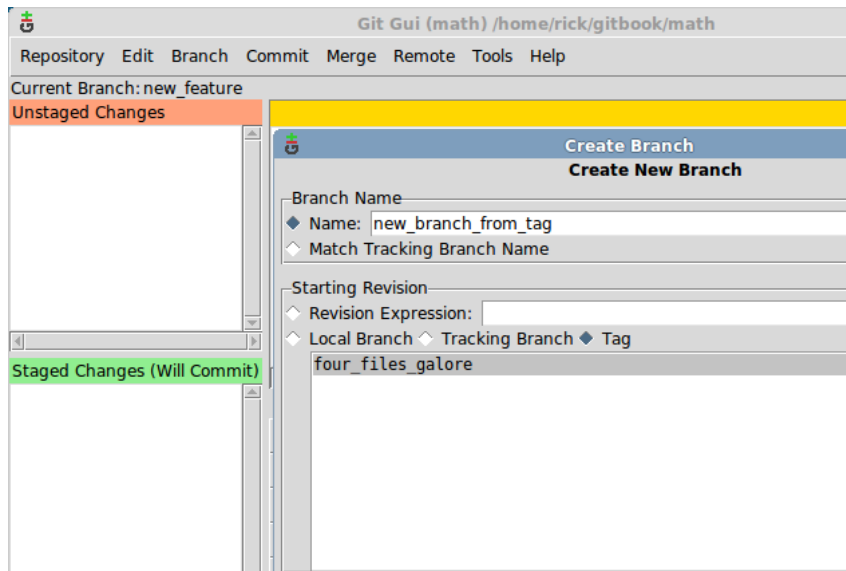 Git Gui (math) /home/rick/gitbook/math
Repository Edit Branch Commit Merge Remote Tools Help
Current Branch: new_feature
Unstaged Changes
Create Branch
Create New Branch
Branch Name
Name: new_branch_from_tag
Match Tracking Branch Name
Starting Revision
Revision Expression:
Local Branch Tracking Branch Tag
four_files_galore
Staged Changes (Will Commit)